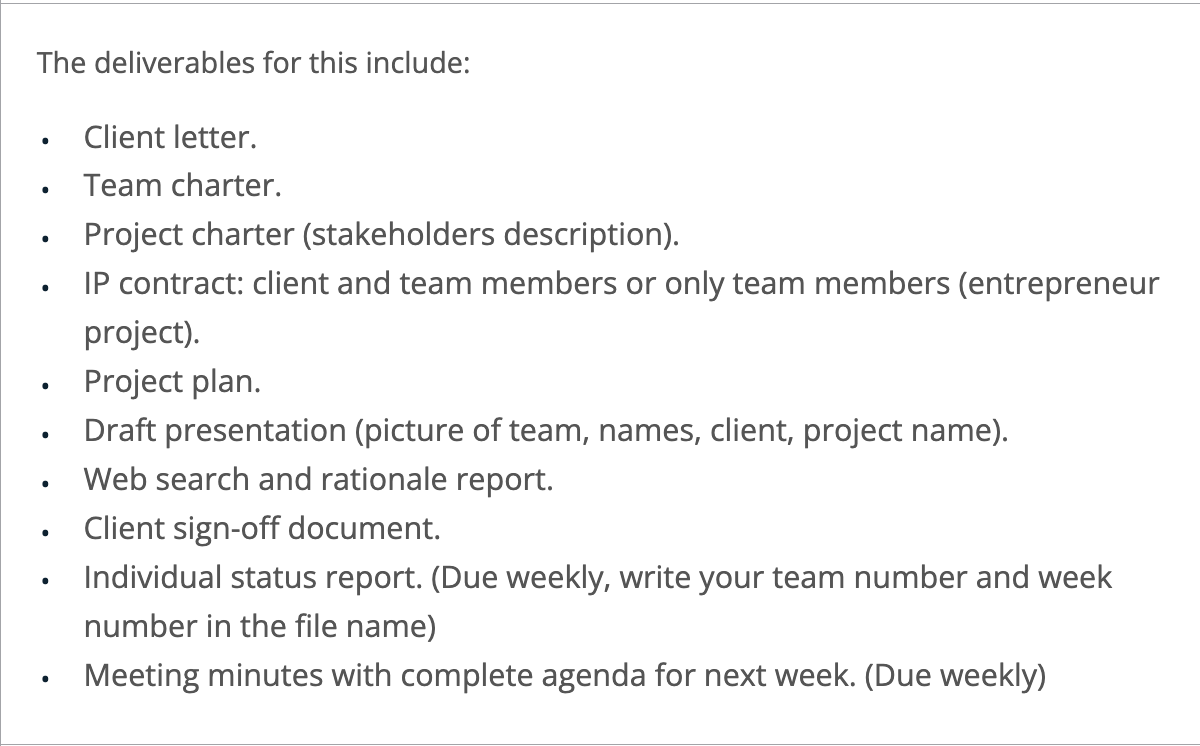 The deliverables for this include:
• Client letter.
• Team charter.
• Project charter (stakeholders description).
• IP contract: client and team members or only team members (entrepreneur
project).
• Project plan.
• Draft presentation (picture of team, names, client, project name).
• Web search and rationale report.
• Client sign-off document.
• Individual status report. (Due weekly, write your team number and week
number in the file name)
• Meeting minutes with complete agenda for next week. (Due weekly)